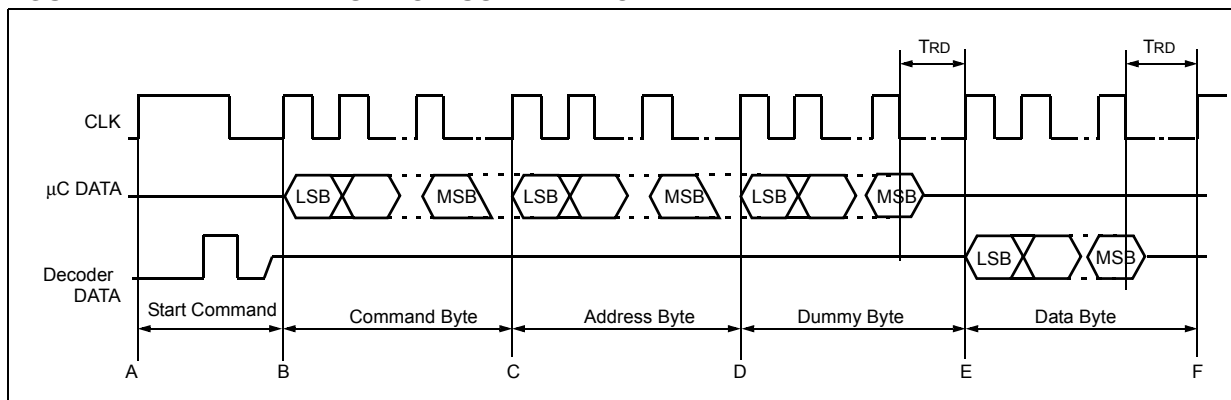 TRD TRD
CLK
µC DATA LSB MSB LSB MSB LSB MSB
Decoder DATA LSB MSB
Start Command Command Byte Address Byte Dummy Byte Data Byte
A B C D E F